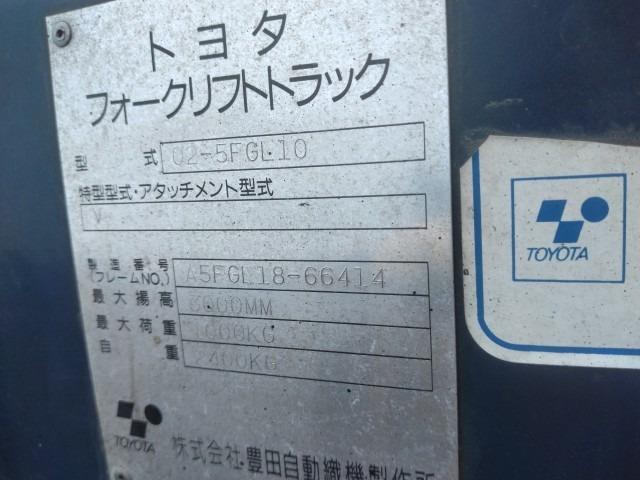 トヨタ
フォークリフトトラック
型 式 02-5FGL10
特型型式・アタッチメント型式
V
製造番号
(フレームNO.) A5FGL18-66414
最大揚高 3000MM
最大荷重 1000KG
自 重 2400KG
TOYOTA 株式会社 豊田自動織機製作所
TOYOTA